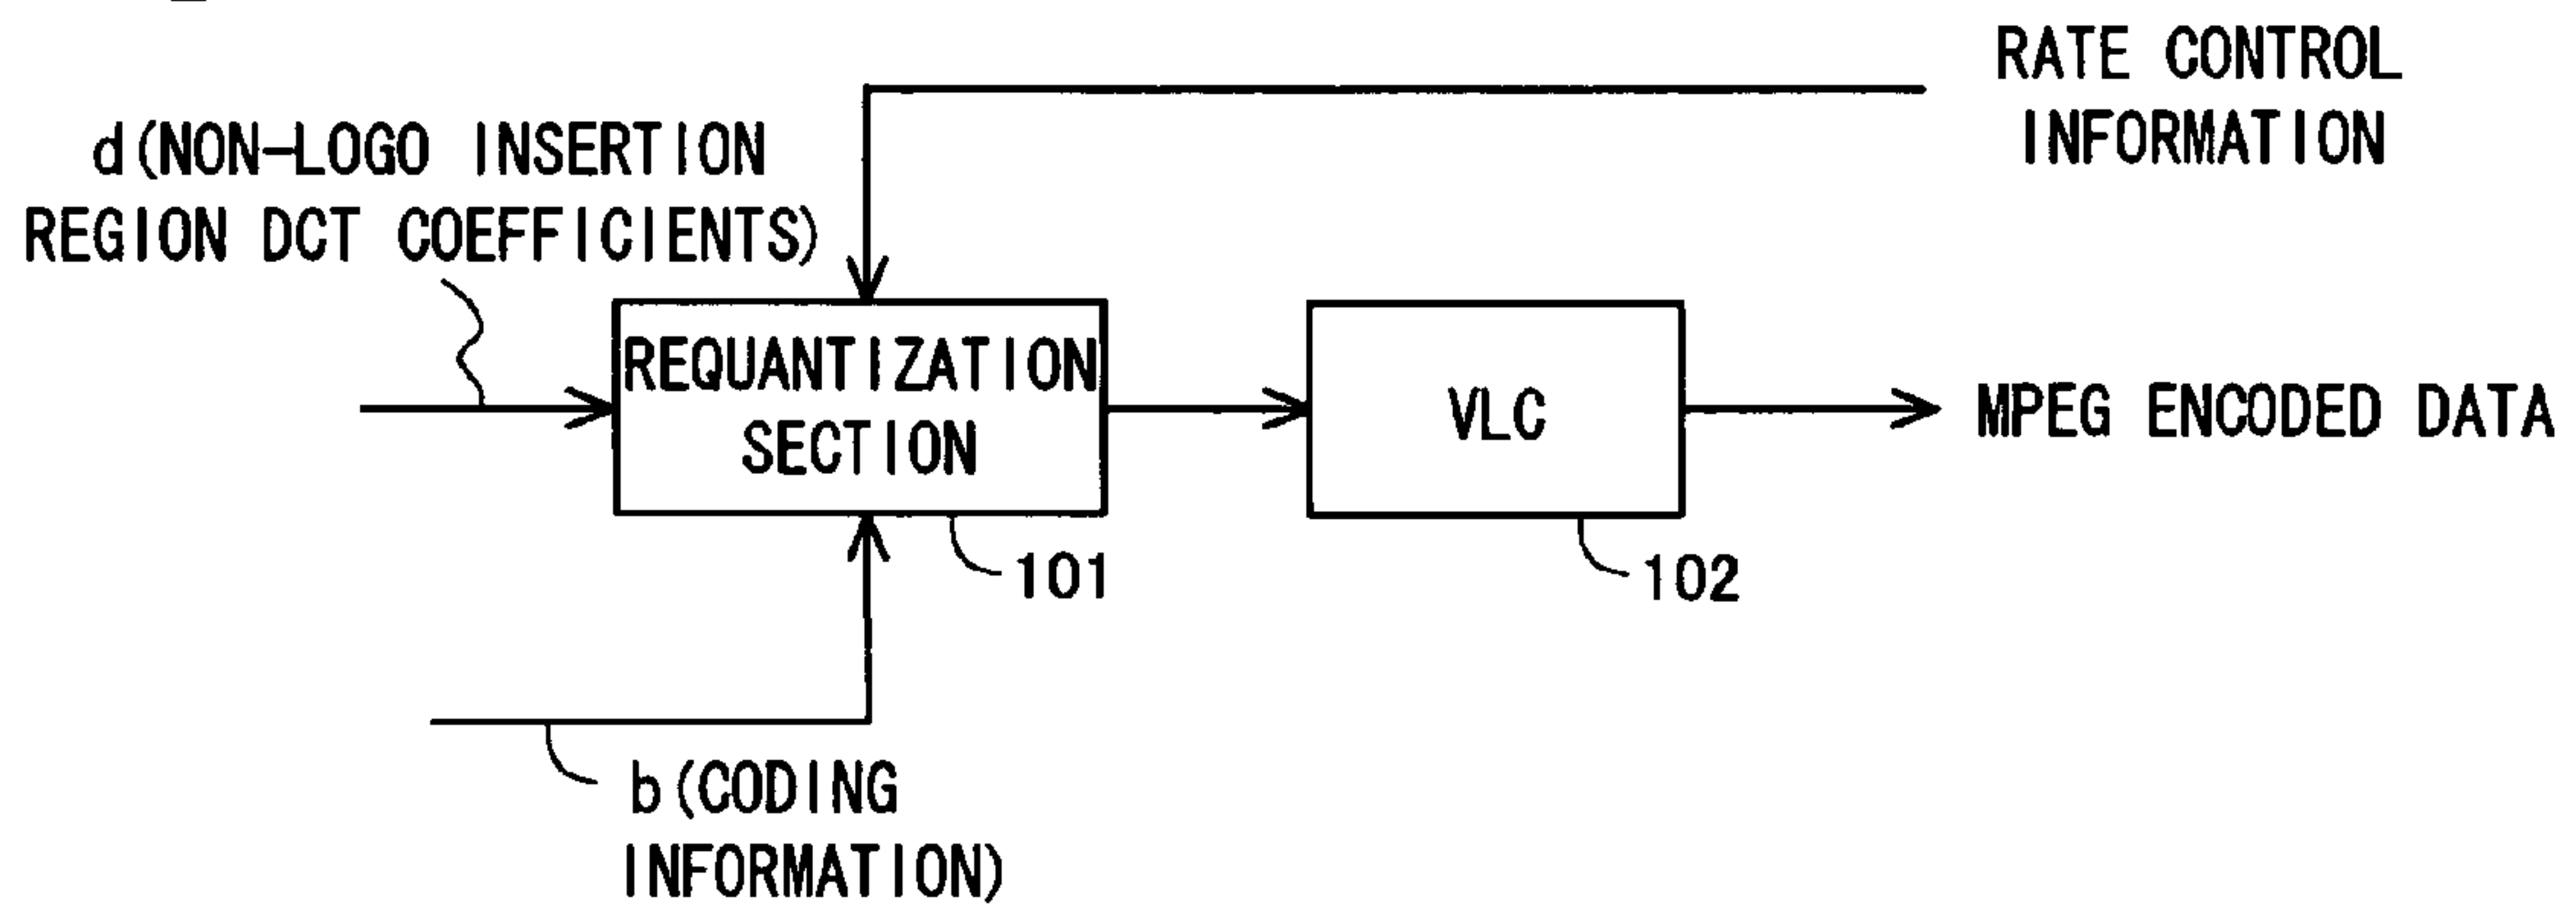 RATE CONTROL
INFORMATION
d(NON-LOGO INSERTION
REGION DCT COEFFICIENTS)
REQUANTIZATION
SECTION
VLC
MPEG ENCODED DATA
101
102
b(CODING
INFORMATION)